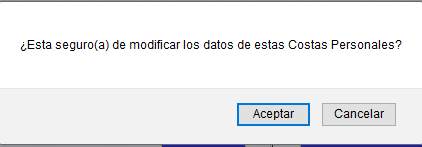 ¿Esta seguro(a) de modificar los datos de estas Costas Personales?
Aceptar
Cancelar